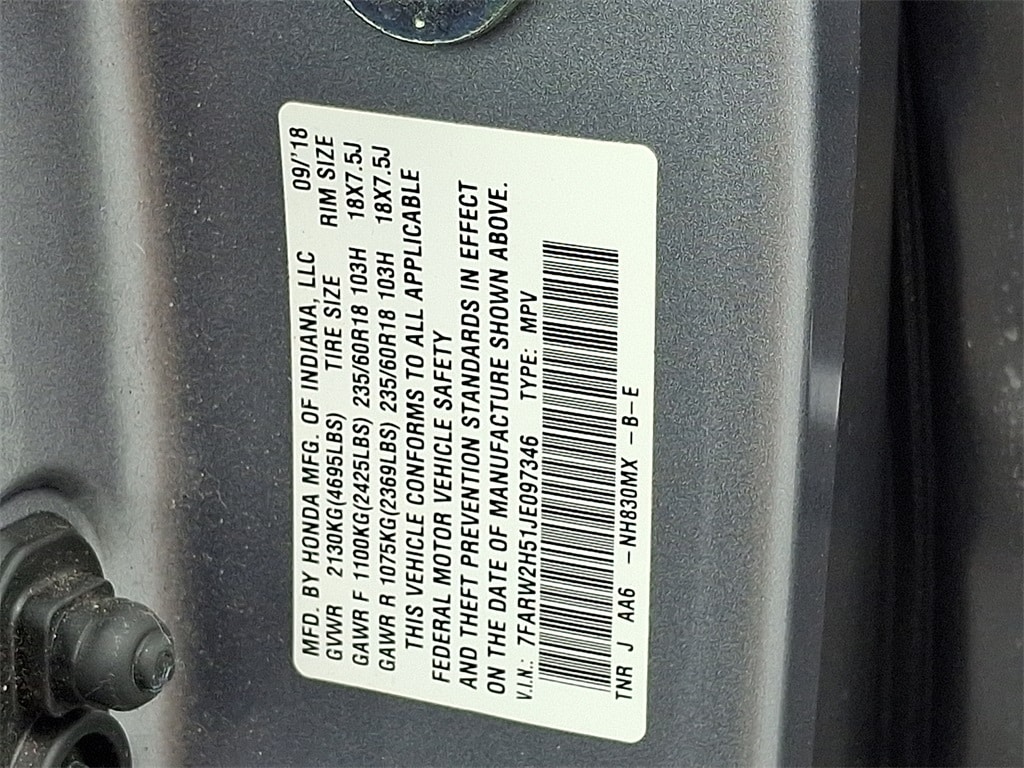 MFD. BY HONDA MFG. OF INDIANA, LLC 09/'18
GVWR 2130KG(4695LBS) TIRE SIZE RIM SIZE
GAWR F 1100KG(2425LBS) 235/60R18 103H 18X7.5J
GAWR R 1075KG(2369LBS) 235/60R18 103H 18X7.5J
THIS VEHICLE CONFORMS TO ALL APPLICABLE
FEDERAL MOTOR VEHICLE SAFETY
AND THEFT PREVENTION STANDARDS IN EFFECT
ON THE DATE OF MANUFACTURE SHOWN ABOVE.
V.I.N.: 7FARW2H51JE097346 TYPE: MPV
TNR J AA6 -NH830MX -B-E